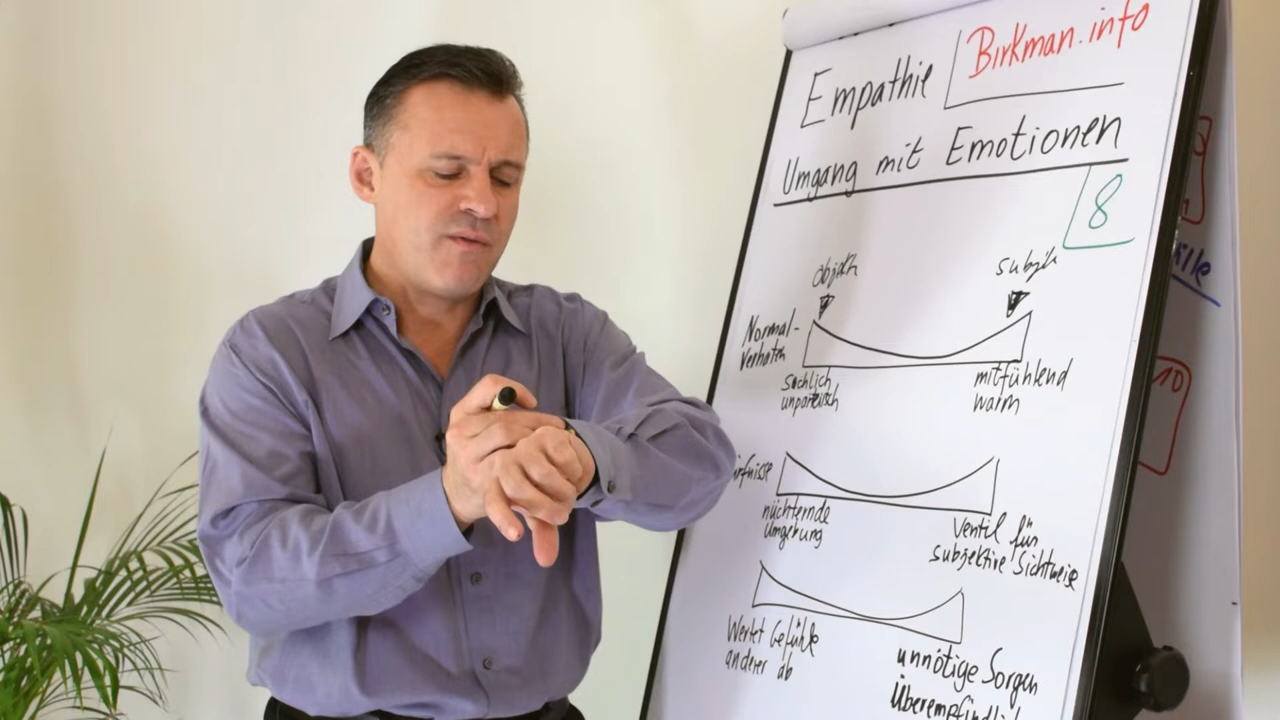 Empathie
Birkman.info
Umgang mit Emotionen
8
objektiv
subjektiv
Normal-
verhalten
sachlich
unparteiisch
mitfühlend
warm
nüchternde
Umgebung
Ventil für
subjektive Sichtweise
Wertet Gefühle
anderer ab
unnötige Sorgen
Überempfindlich
10